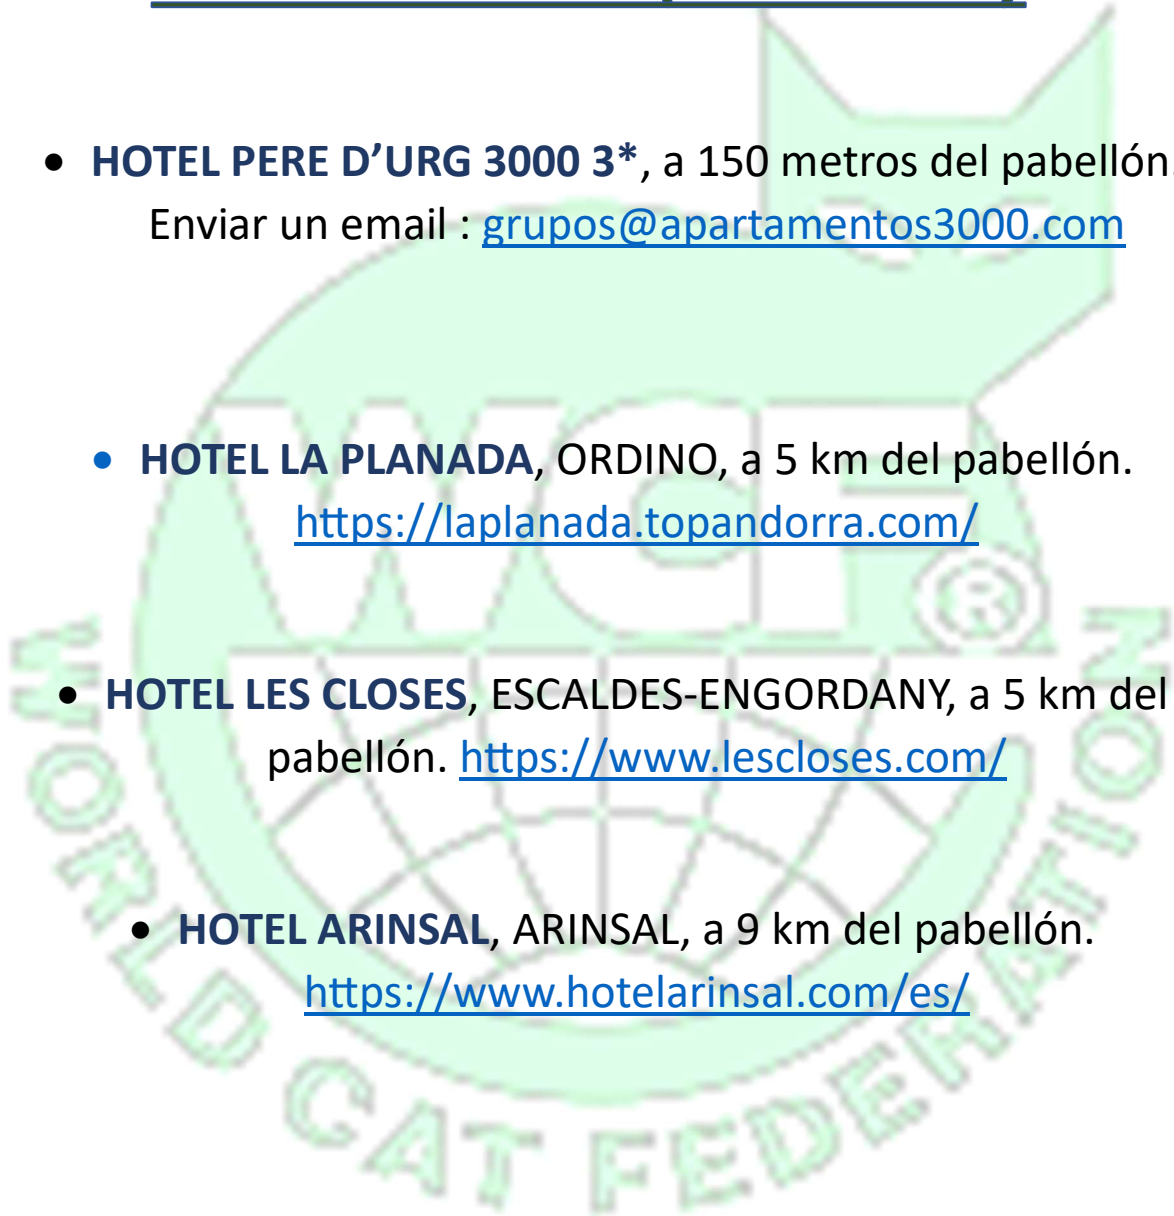 • HOTEL PERE D’URG 3000 3*, a 150 metros del pabellón.
Enviar un email : grupos@apartamentos3000.com
• HOTEL LA PLANADA, ORDINO, a 5 km del pabellón.
https://laplanada.topandorra.com/
• HOTEL LES CLOSES, ESCALDES-ENGORDANY, a 5 km del
pabellón. https://www.lescloses.com/
• HOTEL ARINSAL, ARINSAL, a 9 km del pabellón.
https://www.hotelarinsal.com/es/
WCF ®
WORLD CAT FEDERATION